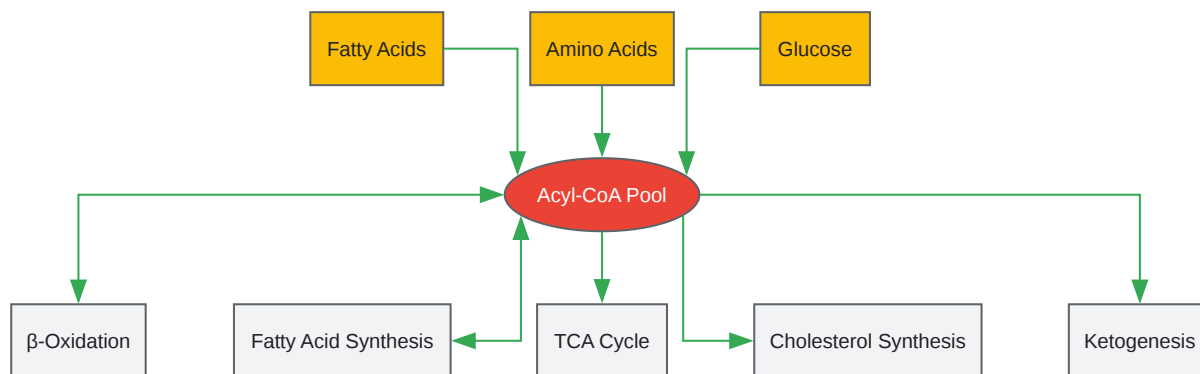 Fatty Acids
Amino Acids
Glucose
Acyl-CoA Pool
β-Oxidation
Fatty Acid Synthesis
TCA Cycle
Cholesterol Synthesis
Ketogenesis